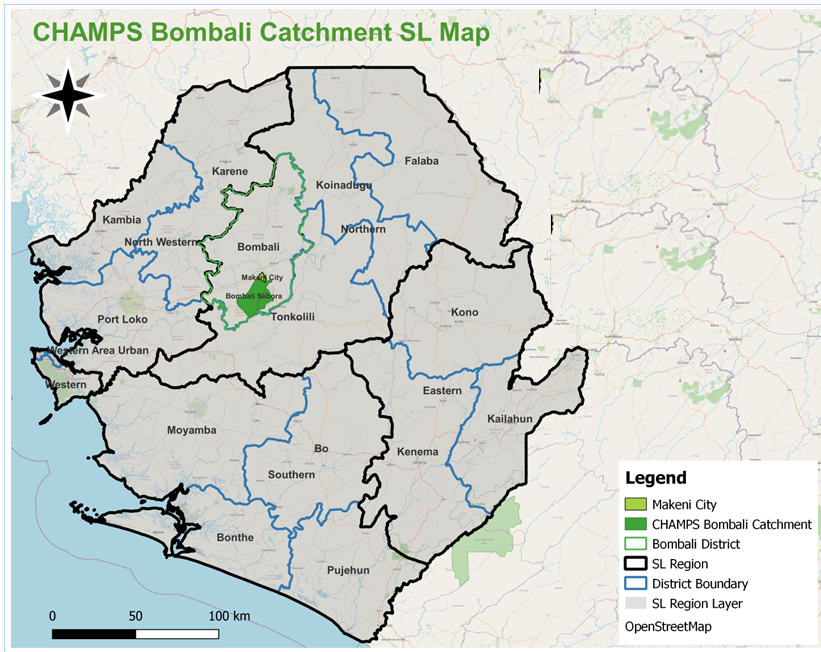 CHAMPS Bombali Catchment SL Map
Falaba
Karene
Koinadugu
Kambia
Northern
North Western
Bombali
Makeni City
Bombali Sebora
Kono
Port Loko
Tonkolili
Western Area Urban
Western
Eastern
Kailahun
Moyamba
Bo
Kenema
Southern
Bonthe
Pujehun
Legend
Makeni City
CHAMPS Bombali Catchment
Bombali District
SL Region
District Boundary
SL Region Layer
OpenStreetMap
0 50 100 km